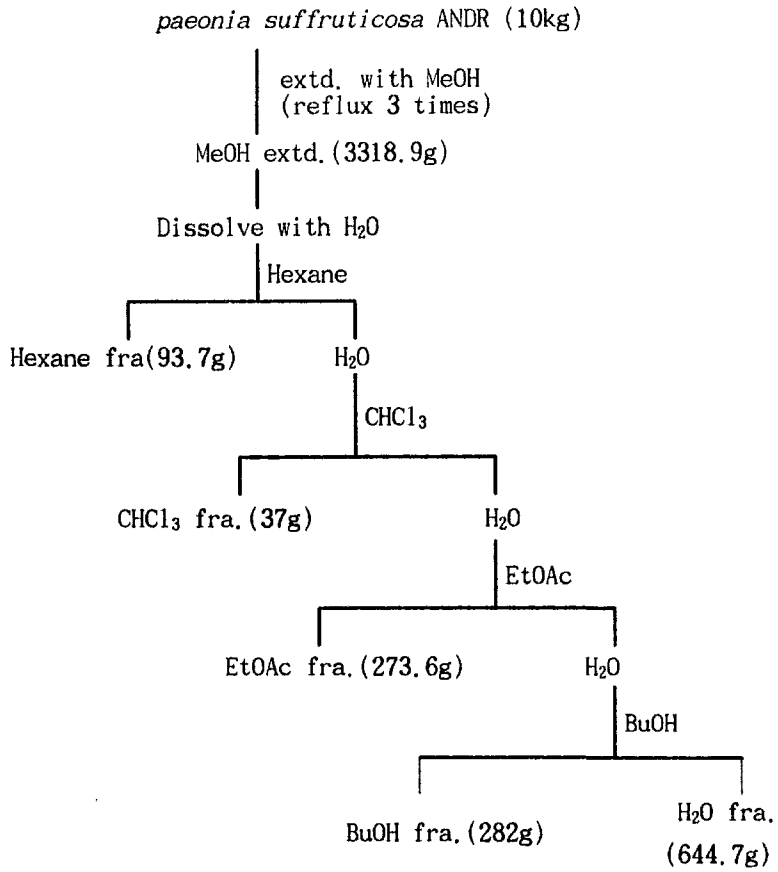 paeonia suffruticosa ANDR (10kg)
extd. with MeOH
(reflux 3 times)
MeOH extd. (3318.9g)
Dissolve with H₂O
Hexane
Hexane fra(93.7g)
H₂O
CHCl₃
CHCl₃ fra. (37g)
H₂O
EtOAc
EtOAc fra. (273.6g)
H₂O
BuOH
BuOH fra. (282g)
H₂O fra.
(644.7g)